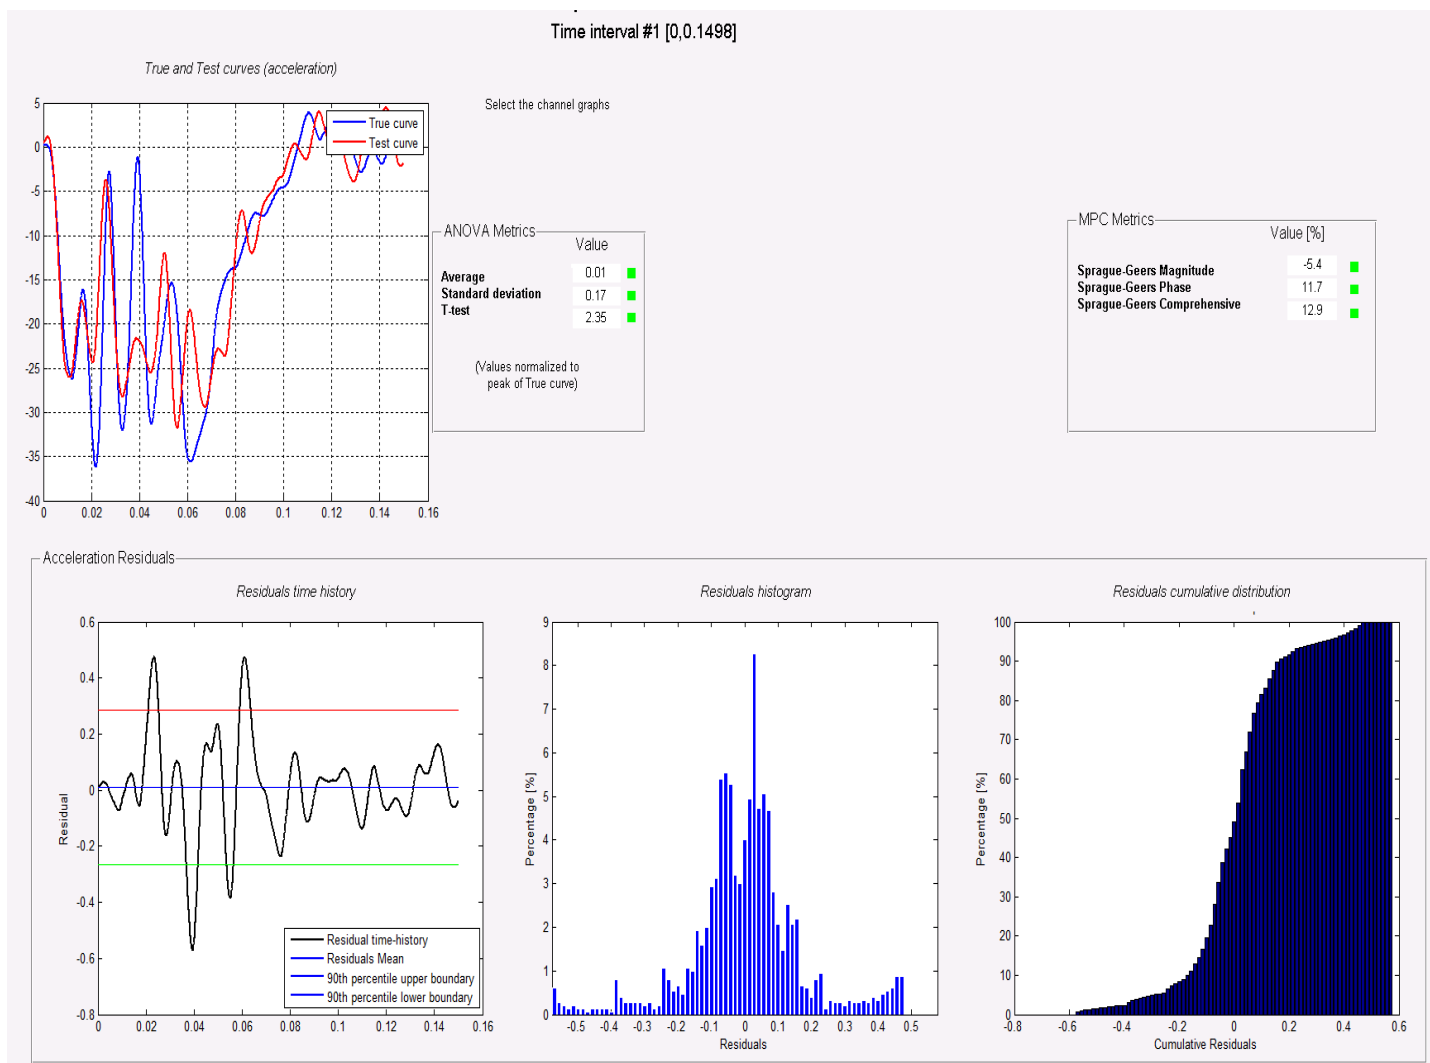 Time interval #1 [0,0.1498]
True and Test curves (acceleration)
Select the channel graphs
5
0
-5
-10
-15
-20
-25
-30
-35
-40
0 0.02 0.04 0.06 0.08 0.1 0.12 0.14 0.16
True curve
Test curve
ANOVA Metrics
Value
Average 0.01
Standard deviation 0.17
T-test 2.35
(Values normalized to
peak of True curve)
MPC Metrics
Value [%]
Sprague-Geers Magnitude -5.4
Sprague-Geers Phase 11.7
Sprague-Geers Comprehensive 12.9
Acceleration Residuals
Residuals time history
0.6
0.4
0.2
0
-0.2
-0.4
-0.6
-0.8
Residual
0 0.02 0.04 0.06 0.08 0.1 0.12 0.14 0.16
Residual time-history
Residuals Mean
90th percentile upper boundary
90th percentile lower boundary
Residuals histogram
9
8
7
6
5
4
3
2
1
0
Percentage [%]
-0.5 -0.4 -0.3 -0.2 -0.1 0 0.1 0.2 0.3 0.4 0.5
Residuals
Residuals cumulative distribution
100
90
80
70
60
50
40
30
20
10
0
Percentage [%]
-0.8 -0.6 -0.4 -0.2 0 0.2 0.4 0.6
Cumulative Residuals